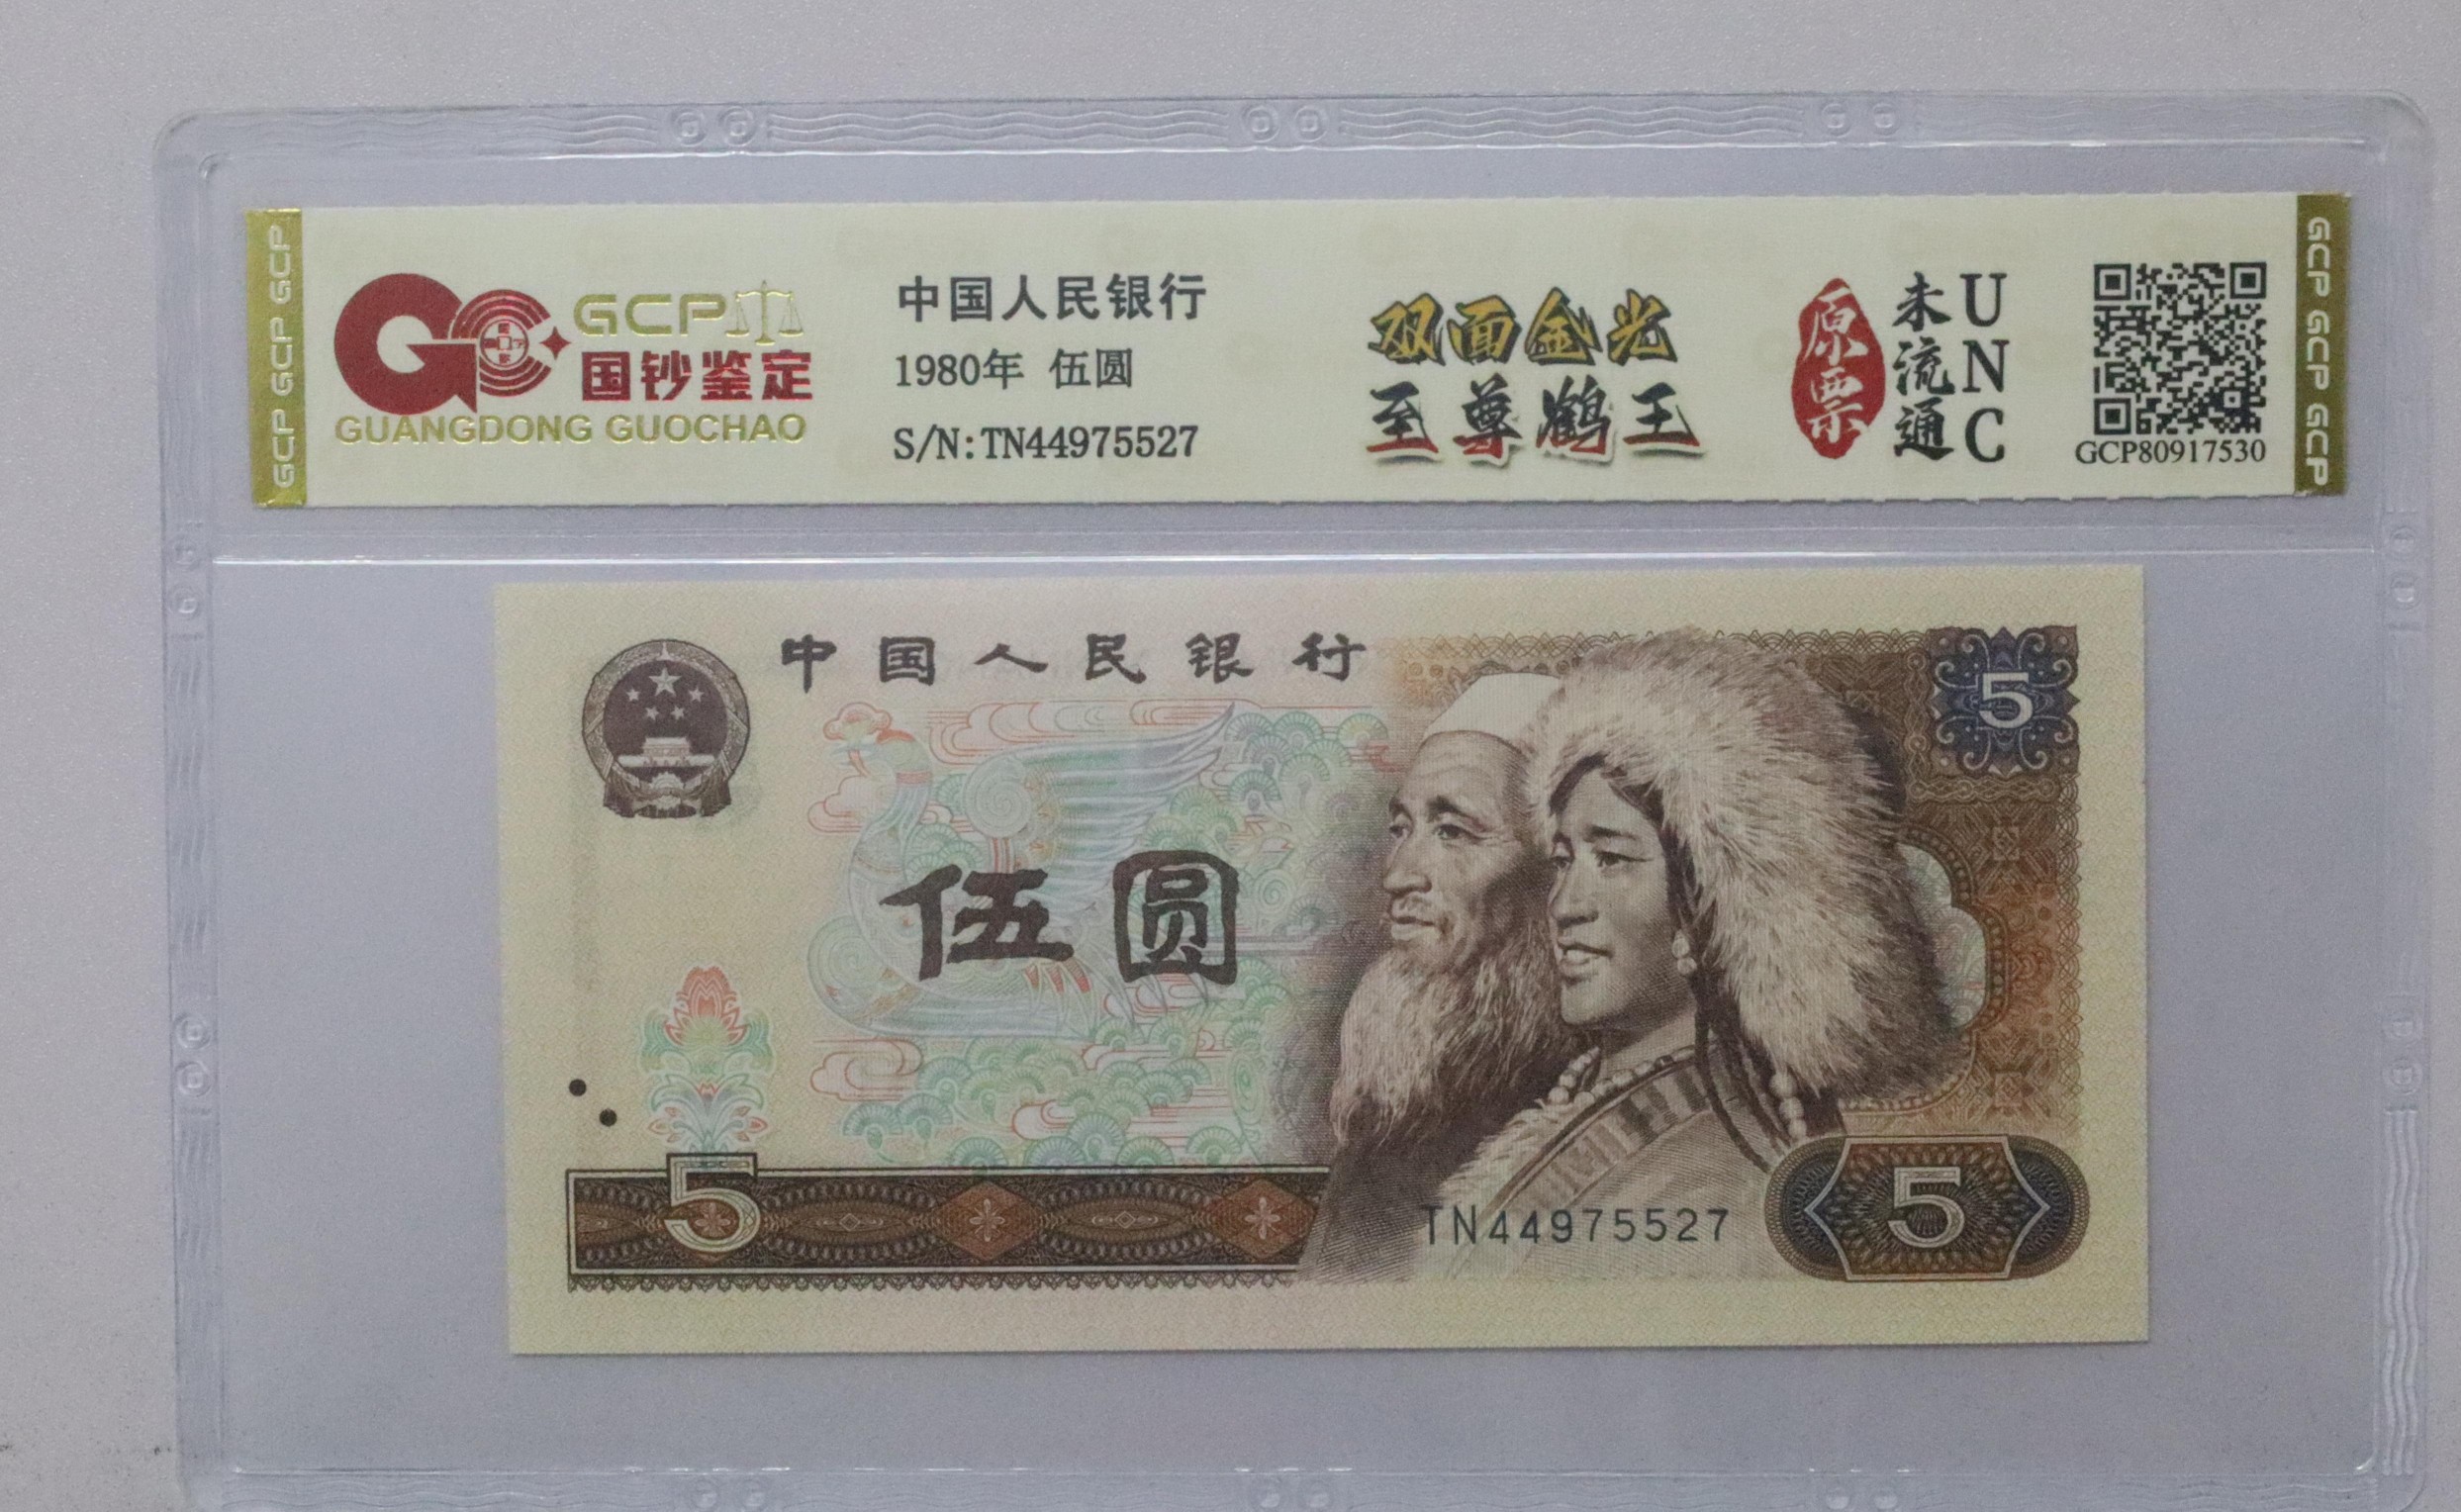 GCP GCP GCP
GCP
国钞鉴定
GUANGDONG GUOCHAO
中国人民银行
1980年 伍圆
S/N:TN44975527
双面金光
至尊鹤王
原票
未流通
UNC
GCP80917530
GCP GCP GCP
中国人民银行
5
伍圆
5
TN44975527
5